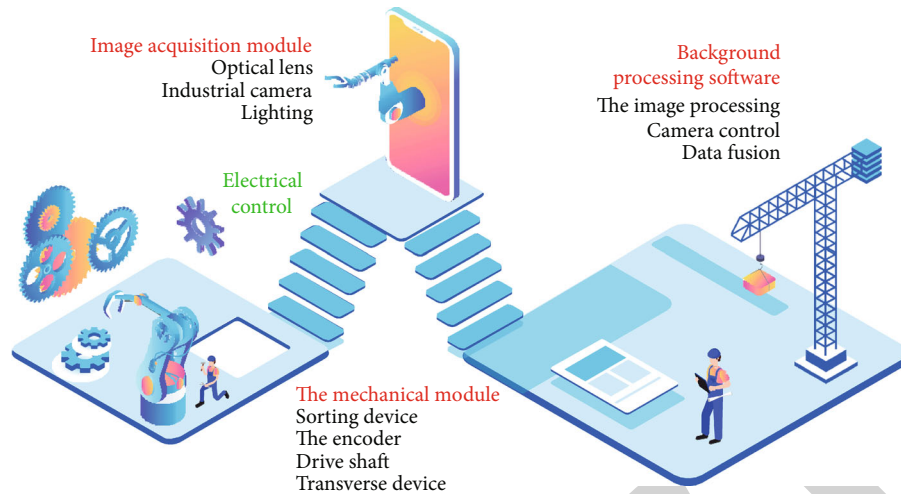 Image acquisition module
Optical lens
Industrial camera
Lighting
Background
processing software
The image processing
Camera control
Data fusion
Electrical
control
The mechanical module
Sorting device
The encoder
Drive shaft
Transverse device